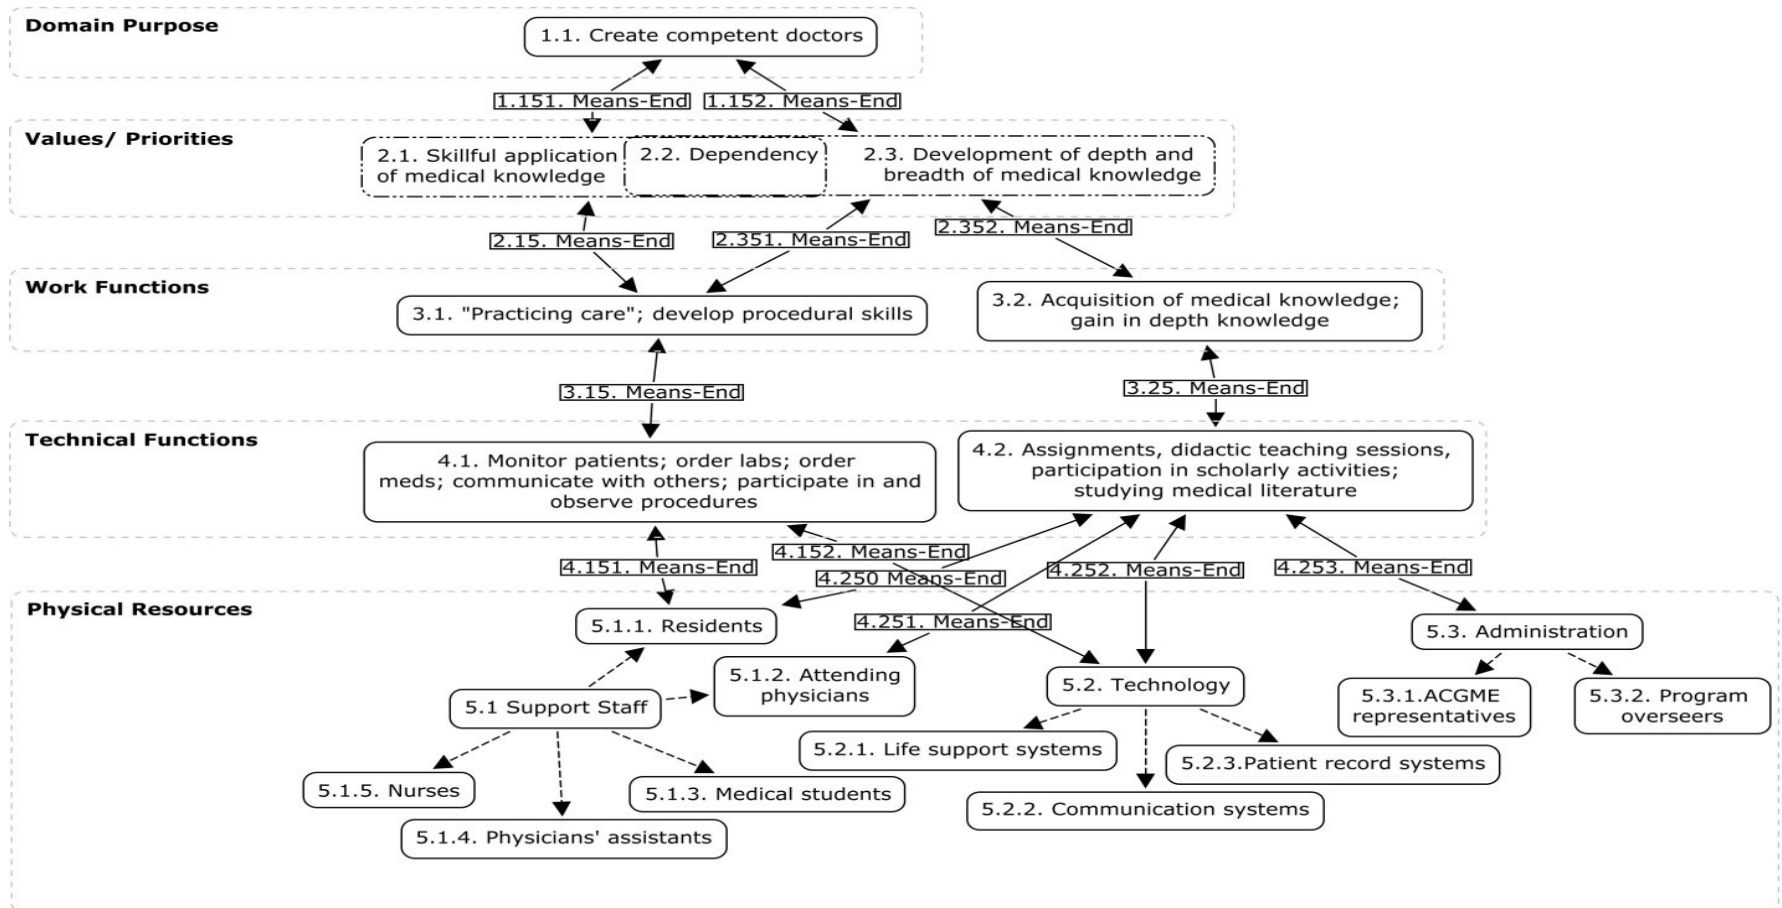 Domain Purpose
1.1. Create competent doctors
1.151. Means-End
1.152. Means-End
Values/ Priorities
2.1. Skillful application
of medical knowledge
2.2. Dependency
2.3. Development of depth and
breadth of medical knowledge
2.15. Means-End
2.351. Means-End
2.352. Means-End
Work Functions
3.1. "Practicing care"; develop procedural skills
3.2. Acquisition of medical knowledge;
gain in depth knowledge
3.15. Means-End
3.25. Means-End
Technical Functions
4.1. Monitor patients; order labs; order
meds; communicate with others; participate in and
observe procedures
4.2. Assignments, didactic teaching sessions,
participation in scholarly activities;
studying medical literature
4.151. Means-End
4.152. Means-End
4.250 Means-End
4.251. Means-End
4.252. Means-End
4.253. Means-End
Physical Resources
5.1.1. Residents
5.1.2. Attending
physicians
5.1 Support Staff
5.1.5. Nurses
5.1.4. Physicians' assistants
5.1.3. Medical students
5.2. Technology
5.2.1. Life support systems
5.2.2. Communication systems
5.2.3.Patient record systems
5.3. Administration
5.3.1.ACGME
representatives
5.3.2. Program
overseers